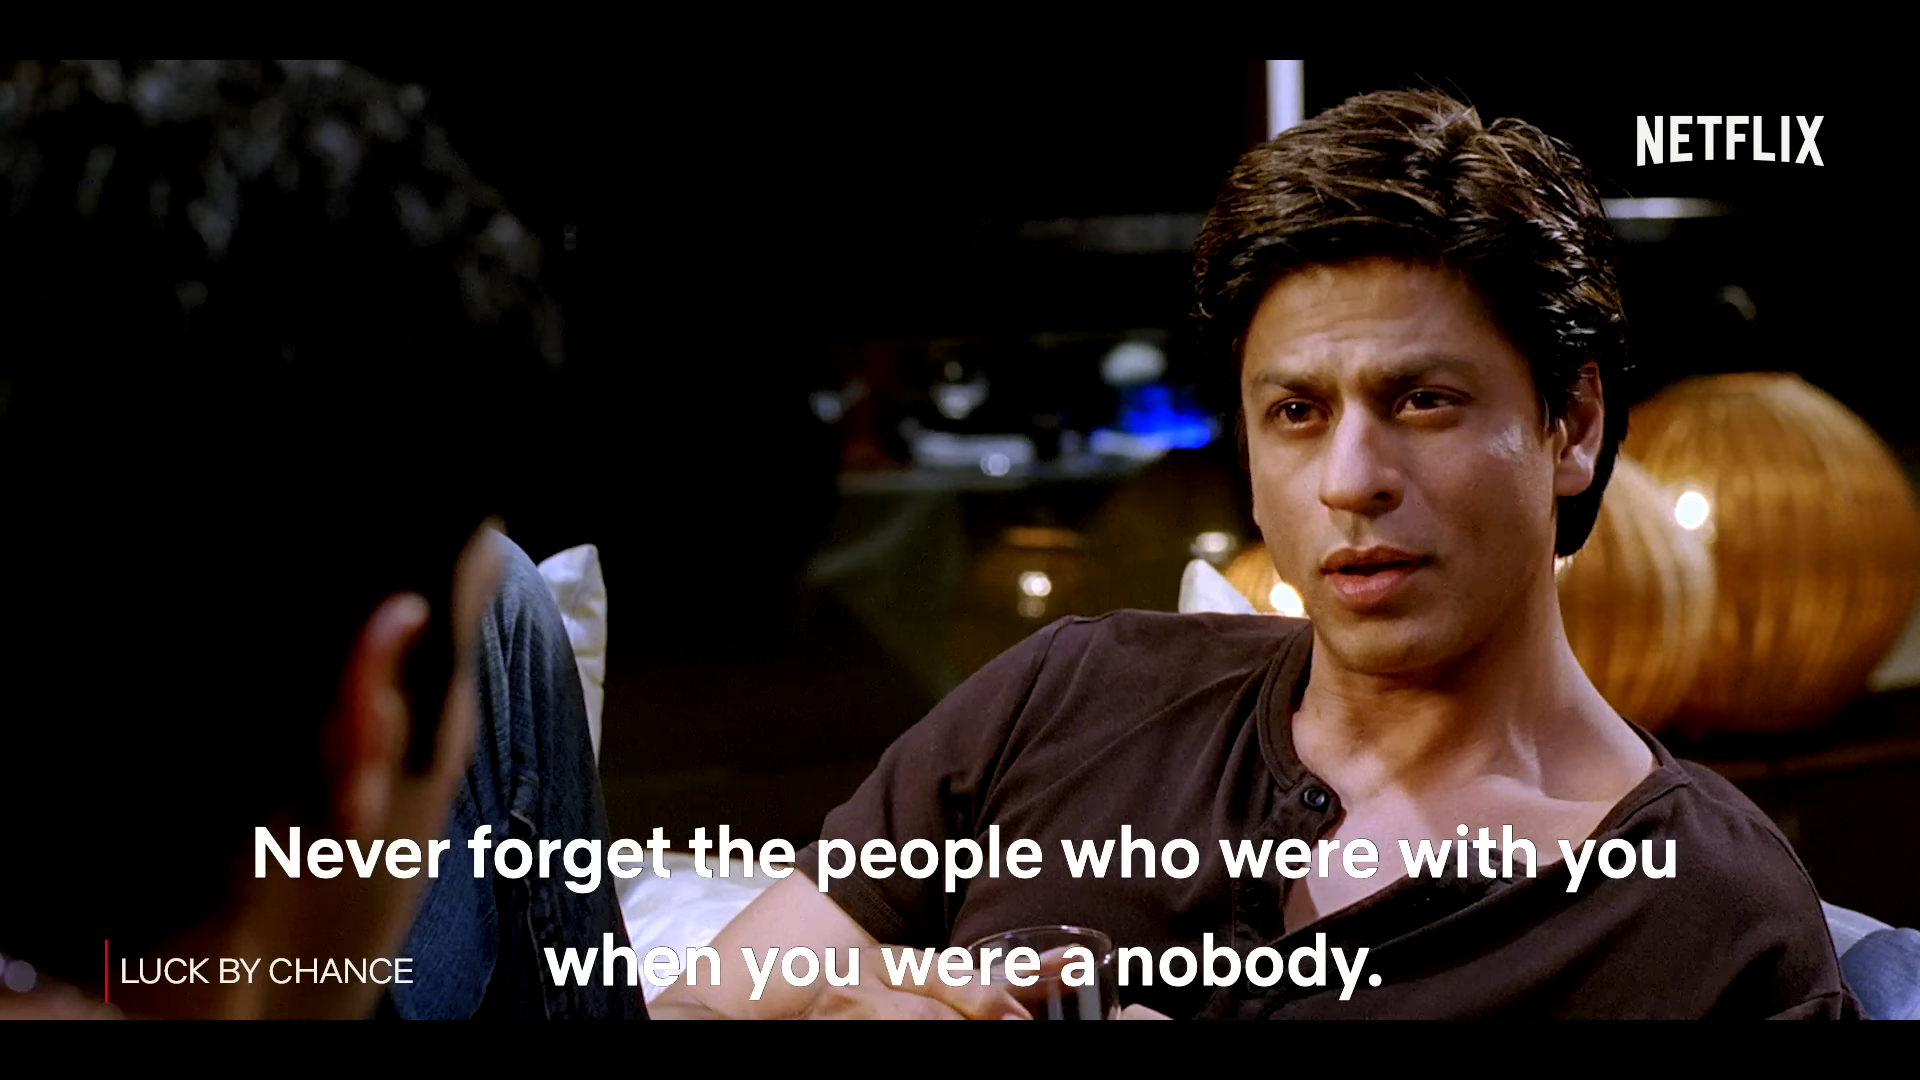 NETFLIX
Never forget the people who were with you
when you were a nobody.
LUCK BY CHANCE